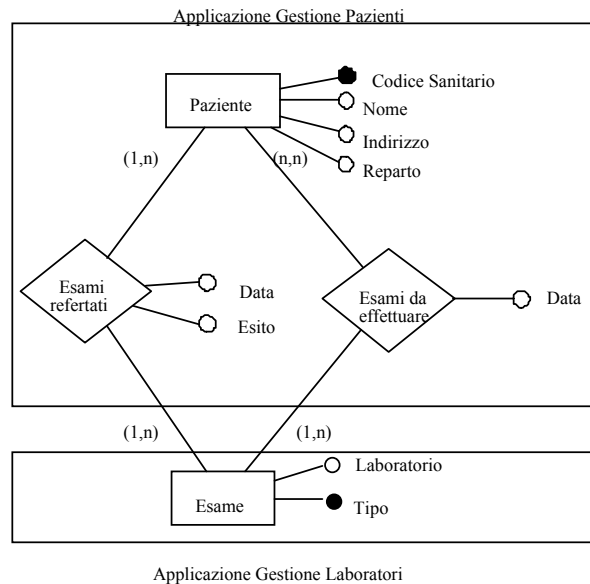 Applicazione Gestione Pazienti
Paziente
Codice Sanitario
Nome
Indirizzo
Reparto
(1,n)
(n,n)
Esami
refertati
Data
Esito
Esami da
effettuare
Data
(1,n)
(1,n)
Esame
Laboratorio
Tipo
Applicazione Gestione Laboratori